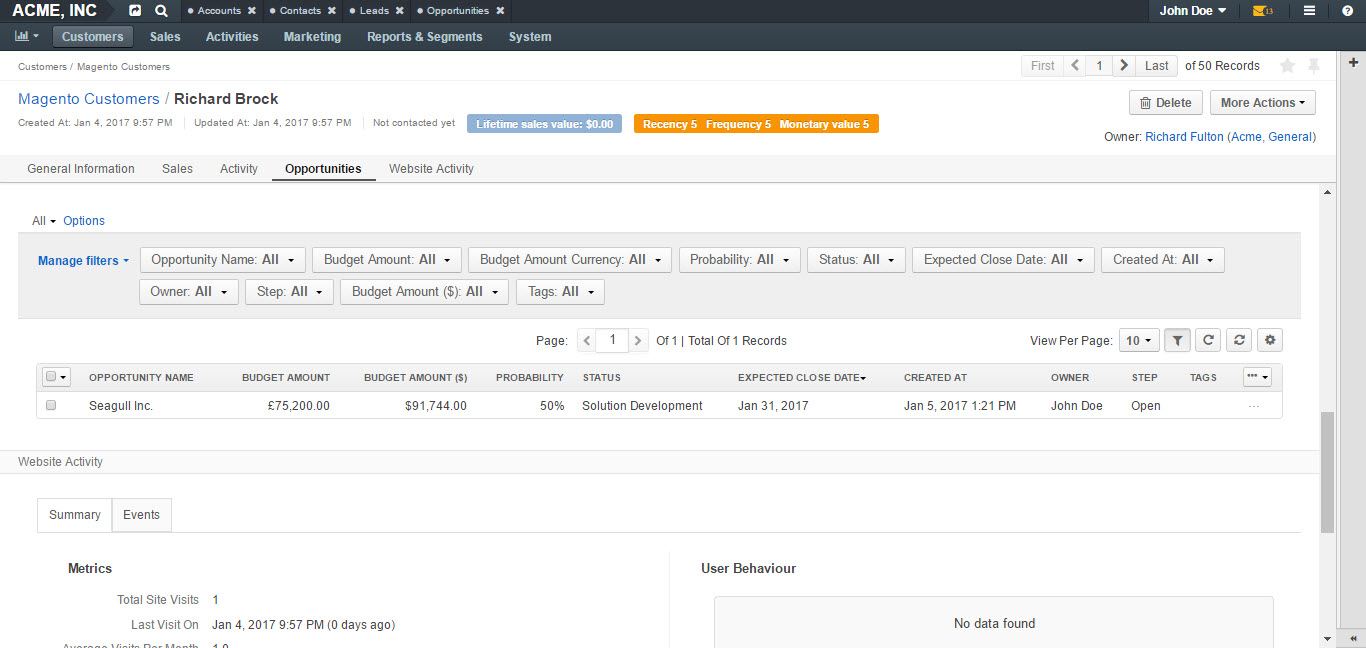 ACME, INC Accounts Contacts Leads Opportunities John Doe 13
Customers Sales Activities Marketing Reports & Segments System
Customers / Magento Customers First 1 Last of 50 Records
Magento Customers / Richard Brock Delete More Actions
Created At: Jan 4, 2017 9:57 PM Updated At: Jan 4, 2017 9:57 PM Not contacted yet Lifetime sales value: $0.00 Recency 5 Frequency 5 Monetary value 5
Owner: Richard Fulton (Acme, General)
General Information Sales Activity Opportunities Website Activity
All Options
Manage filters Opportunity Name: All Budget Amount: All Budget Amount Currency: All Probability: All Status: All Expected Close Date: All Created At: All
Owner: All Step: All Budget Amount ($): All Tags: All
Page: 1 Of 1 | Total Of 1 Records View Per Page: 10
OPPORTUNITY NAME BUDGET AMOUNT BUDGET AMOUNT ($) PROBABILITY STATUS EXPECTED CLOSE DATE CREATED AT OWNER STEP TAGS
Seagull Inc. £75,200.00 $91,744.00 50% Solution Development Jan 31, 2017 Jan 5, 2017 1:21 PM John Doe Open ...
Website Activity
Summary Events
Metrics User Behaviour
Total Site Visits 1
Last Visit On Jan 4, 2017 9:57 PM (0 days ago)
No data found
Average Visits Per Month 1.0